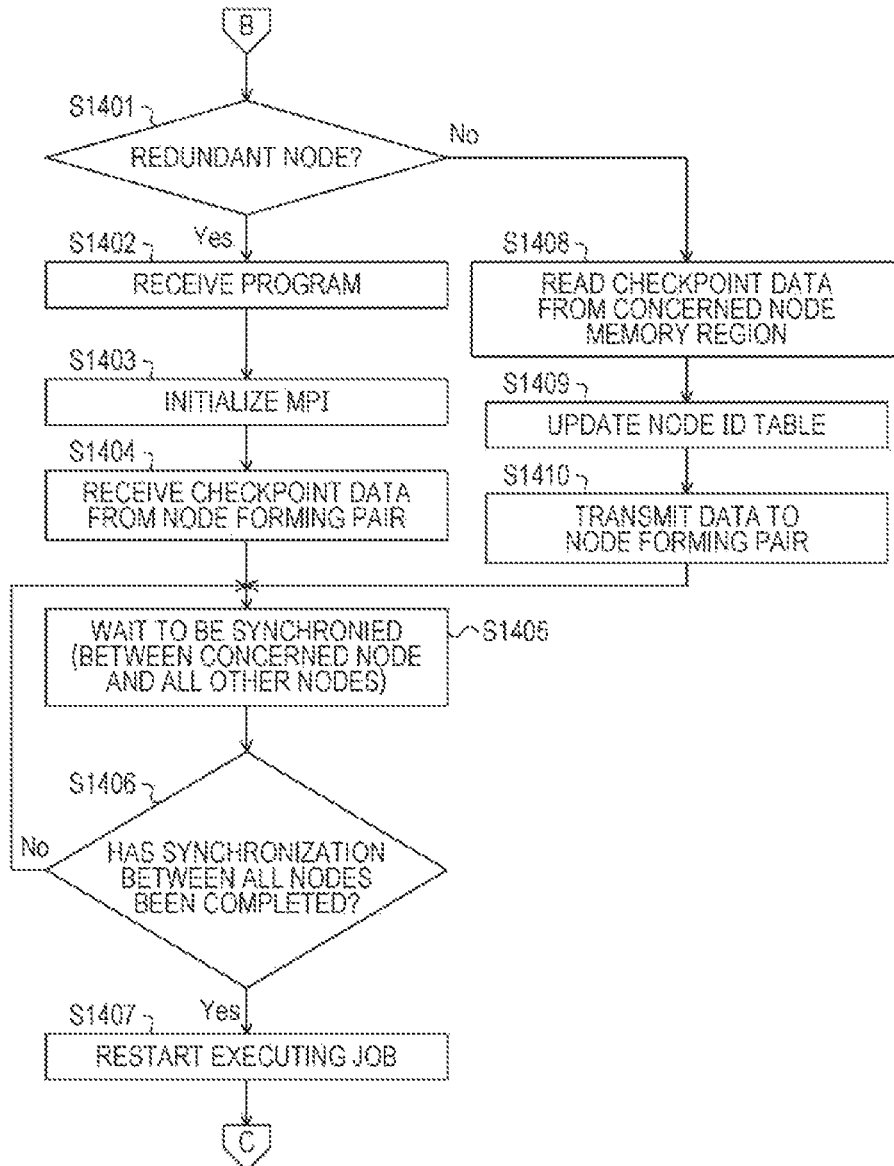 B
S1401
REDUNDANT NODE?
No
Yes
S1402
RECEIVE PROGRAM
S1403
INITIALIZE MPI
S1404
RECEIVE CHECKPOINT DATA
FROM NODE FORMING PAIR
S1408
READ CHECKPOINT DATA
FROM CONCERNED NODE
MEMORY REGION
S1409
UPDATE NODE ID TABLE
S1410
TRANSMIT DATA TO
NODE FORMING PAIR
WAIT TO BE SYNCHRONIED
(BETWEEN CONCERNED NODE
AND ALL OTHER NODES)
S1405
S1406
No
HAS SYNCHRONIZATION
BETWEEN ALL NODES
BEEN COMPLETED?
Yes
S1407
RESTART EXECUTING JOB
C